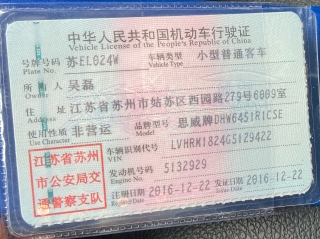 中华人民共和国机动车行驶证
Vehicle License of the People's Republic of China
号牌号码 苏EL024W 车辆类型 小型普通客车
Plate No. Vehicle Type
所有人 吴磊
Owner
住址 江苏省苏州市姑苏区西园路279号6009室
Address
使用性质 非营运 品牌型号 思威牌DHW6451R1CSE
Use Character Model
车辆识别代号 LVHRM1824G5129422
VIN
发动机号码 5132929
Engine No.
注册日期 2016-12-22 发证日期 2016-12-22
Register Date Issue Date
江苏省苏州
市公安局交
通警察支队